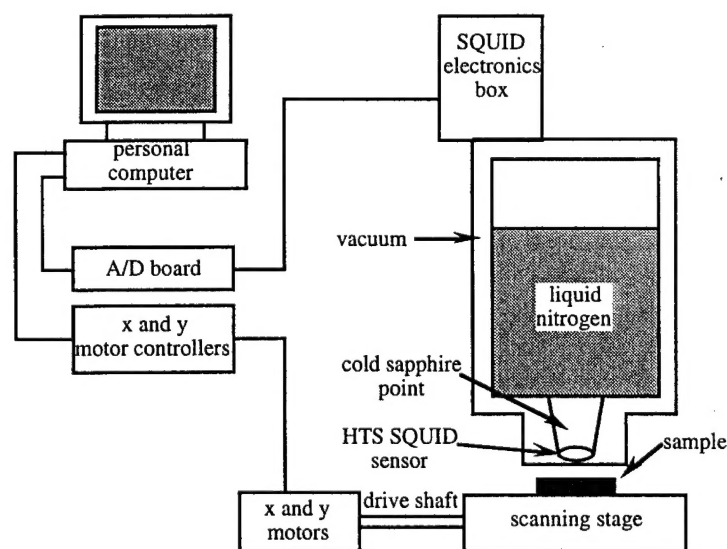 SQUID
electronics
box
personal
computer
vacuum
A/D board
liquid
nitrogen
x and y
motor controllers
cold sapphire
point
HTS SQUID
sensor
sample
drive shaft
x and y
motors
scanning stage